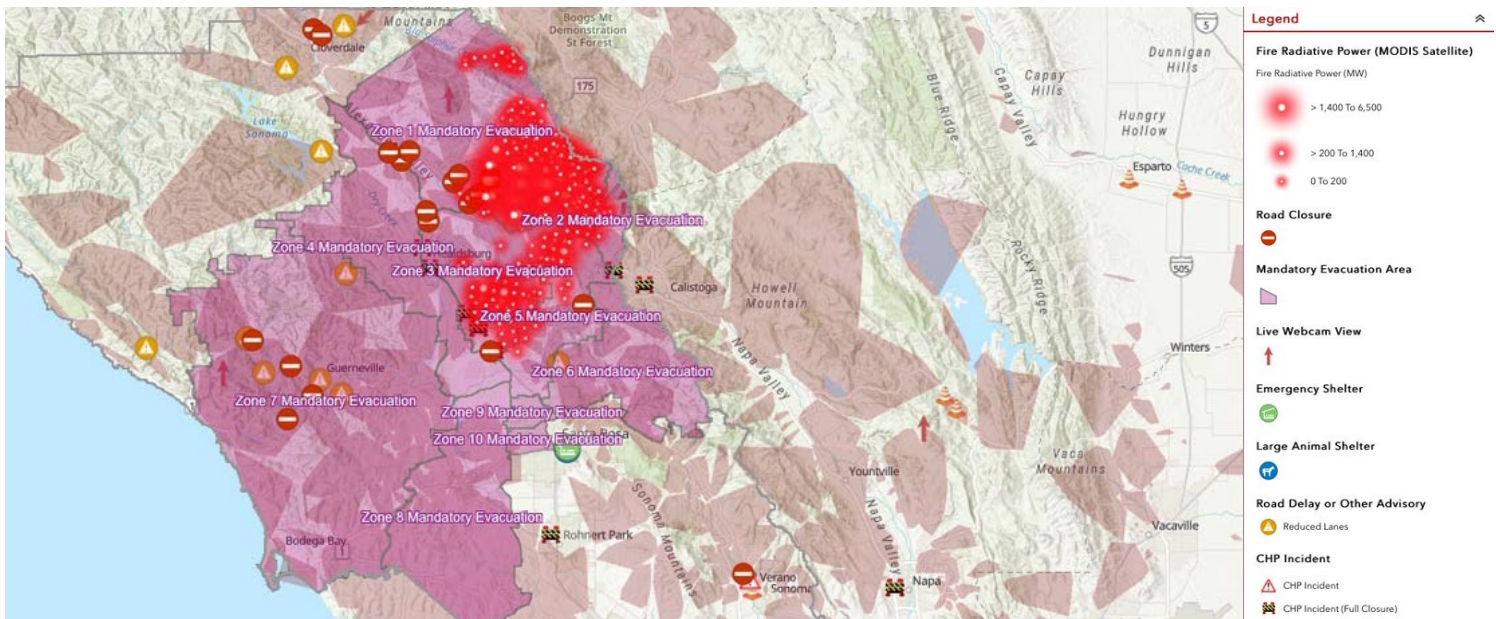 Mountains
Cloverdale
Boggs Mt
Demonstration
St Forest
5
Dunnigan
Hills
175
Capay
Hills
Capay Valley
Blue Ridge
Hungry
Hollow
Lake
Sonoma
Zone 1 Mandatory Evacuation
Esparto
Cache Creek
Zone 2 Mandatory Evacuation
Zone 4 Mandatory Evacuation
Healdsburg
Zone 3 Mandatory Evacuation
Rocky Ridge
505
Calistoga
Howell
Mountain
Zone 5 Mandatory Evacuation
Winters
Napa Valley
Guerneville
Zone 6 Mandatory Evacuation
Zone 7 Mandatory Evacuation
Zone 9 Mandatory Evacuation
Santa Rosa
Zone 10 Mandatory Evacuation
Vaca
Mountains
Yountville
Sonoma Mountains
Napa Valley
Zone 8 Mandatory Evacuation
Vacaville
Rohnert Park
Bodega Bay
1
Verano
Sonoma
Napa
Legend
Fire Radiative Power (MODIS Satellite)
Fire Radiative Power (MW)
> 1,400 To 6,500
> 200 To 1,400
0 To 200
Road Closure
Mandatory Evacuation Area
Live Webcam View
Emergency Shelter
Large Animal Shelter
Road Delay or Other Advisory
Reduced Lanes
CHP Incident
CHP Incident
CHP Incident (Full Closure)